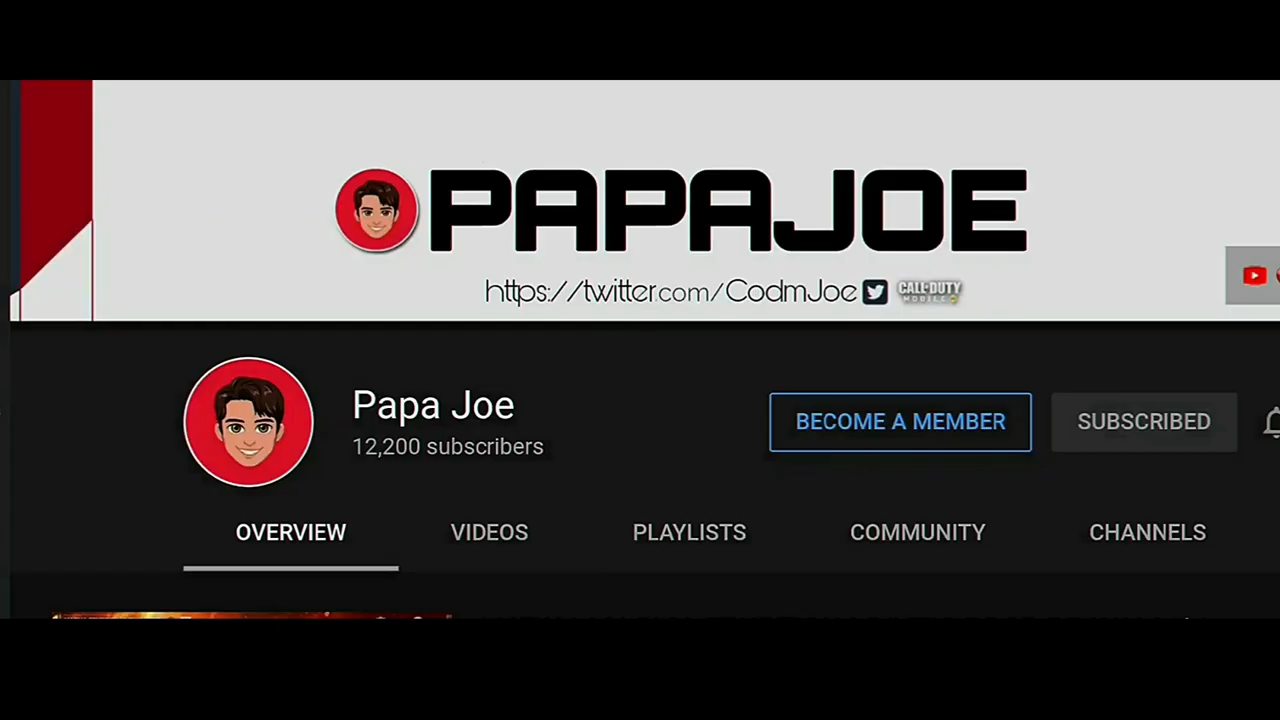 PAPAJOE
https://twitter.com/CodmJoe CALL OF DUTY MOBILE
Papa Joe
12,200 subscribers
BECOME A MEMBER
SUBSCRIBED
OVERVIEW VIDEOS PLAYLISTS COMMUNITY CHANNELS